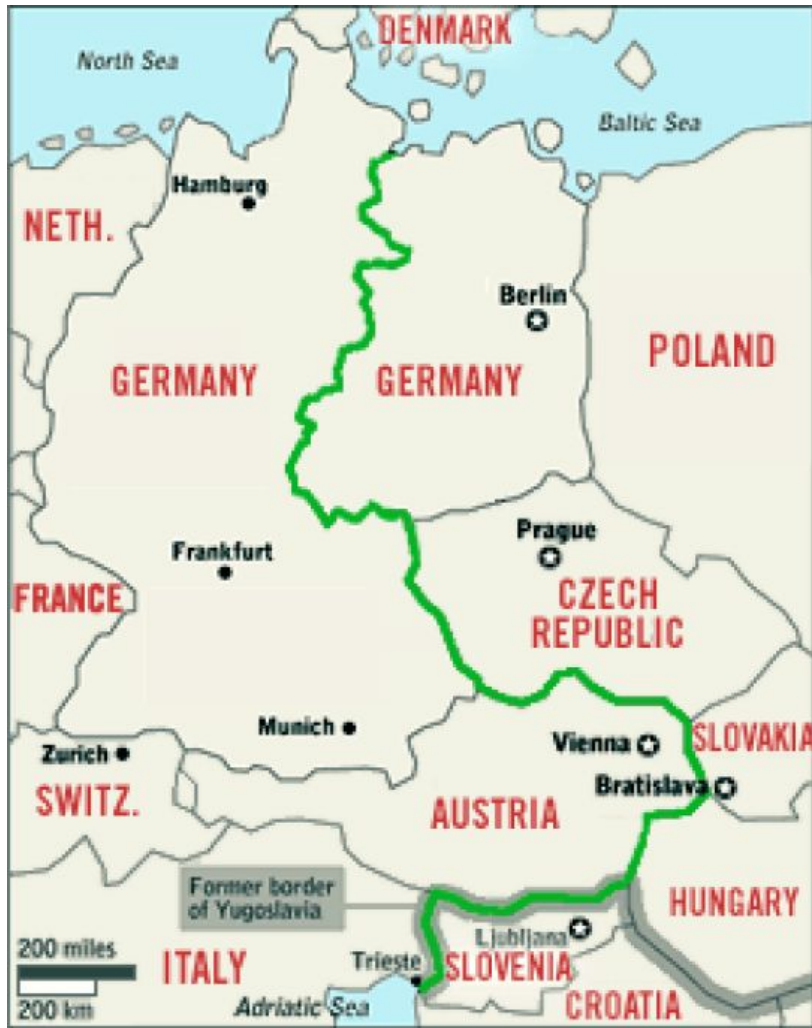 DENMARK
North Sea
Baltic Sea
Hamburg
NETH.
Berlin
POLAND
GERMANY
GERMANY
Prague
Frankfurt
FRANCE
CZECH
REPUBLIC
Munich
Vienna
SLOVAKIA
Zurich
Bratislava
SWITZ.
AUSTRIA
Former border
of Yugoslavia
HUNGARY
200 miles
Ljubljana
ITALY
Trieste
SLOVENIA
200 km
Adriatic Sea
CROATIA